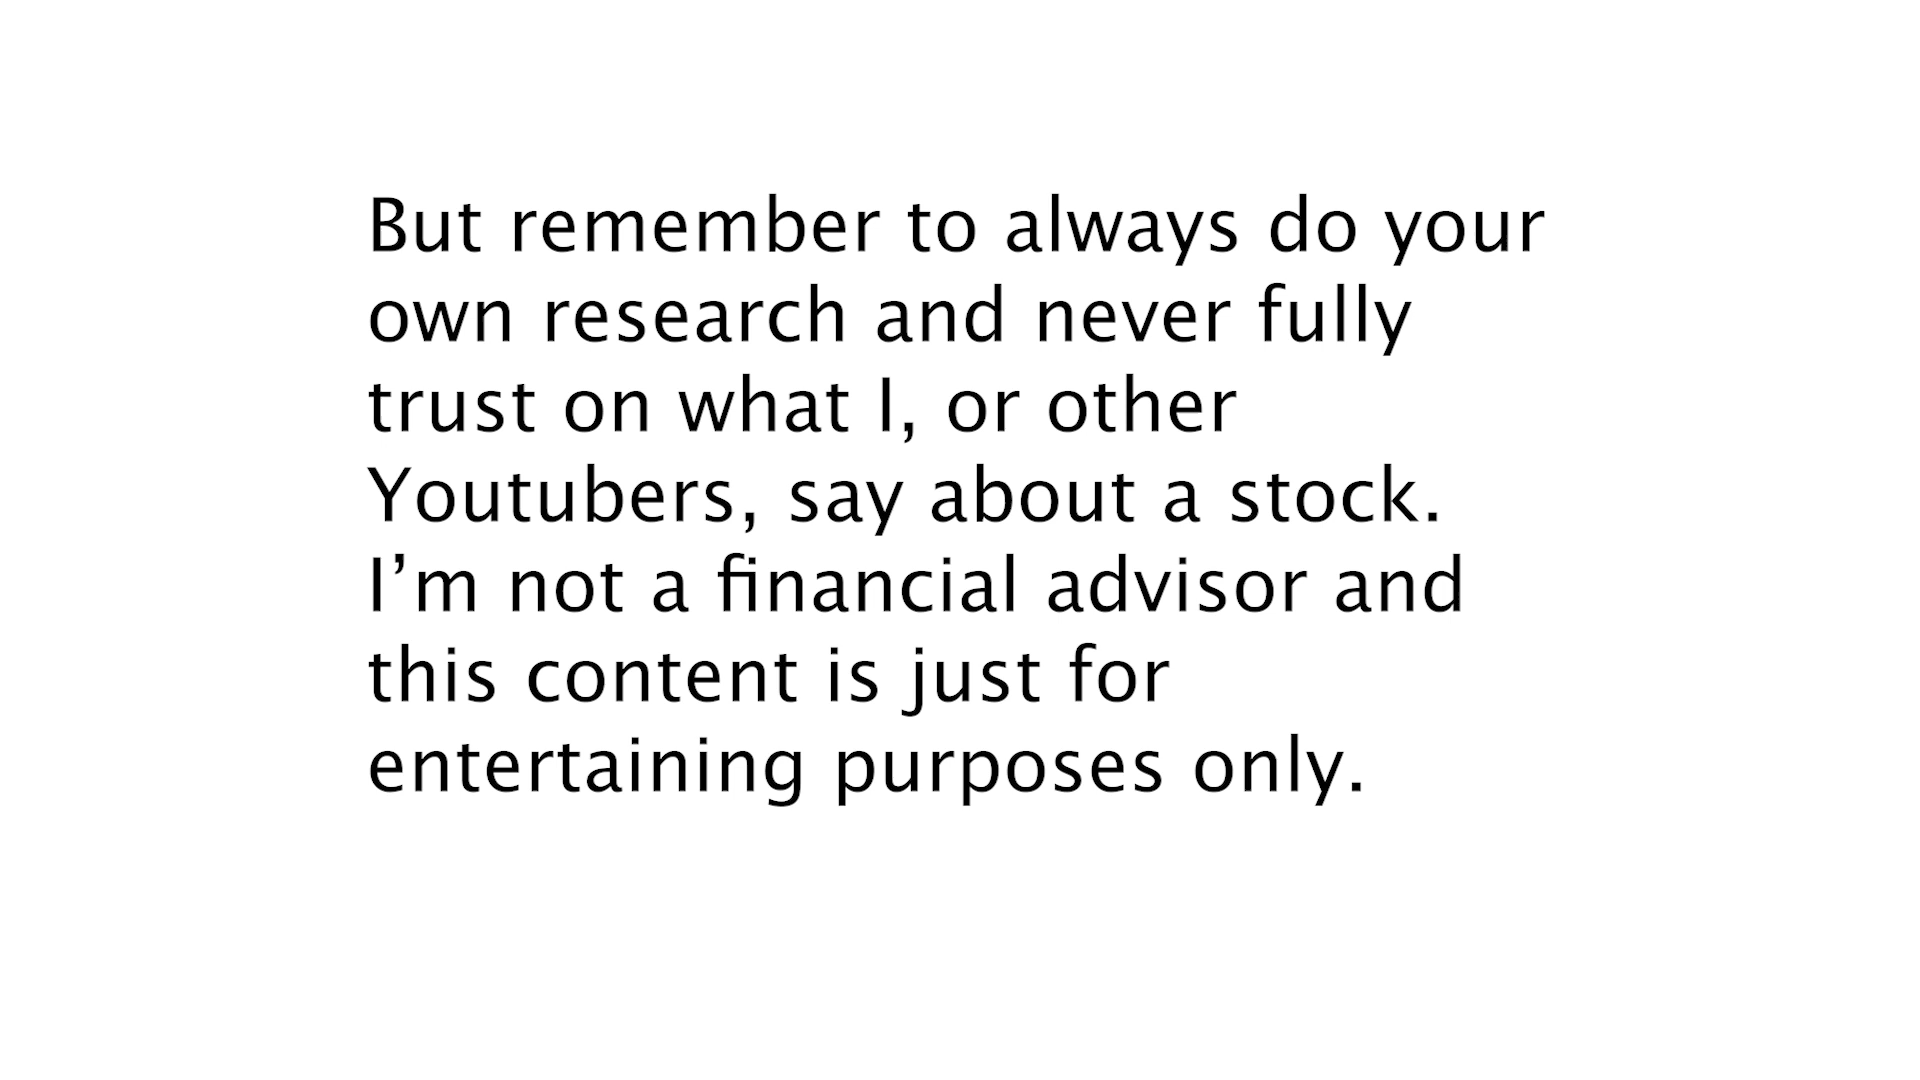 But remember to always do your
own research and never fully
trust on what I, or other
Youtubers, say about a stock.
I’m not a financial advisor and
this content is just for
entertaining purposes only.